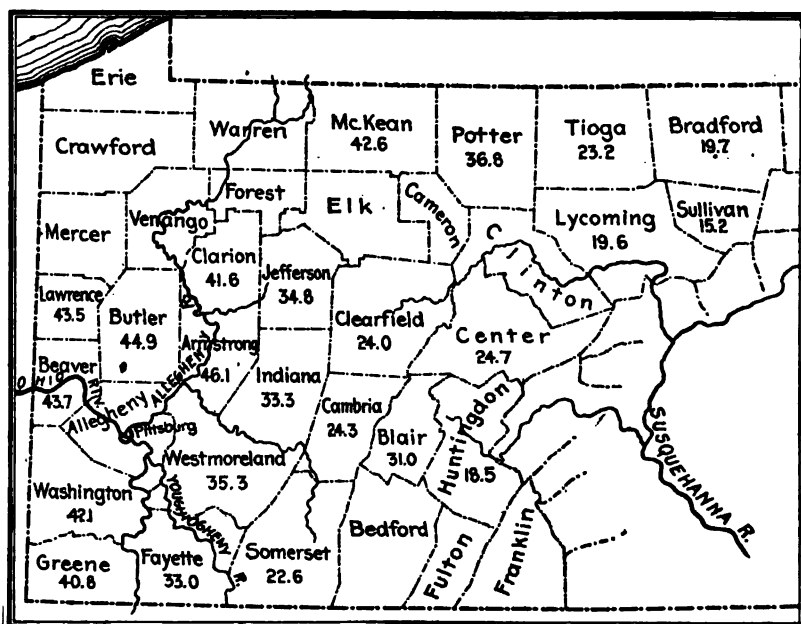 Erie
Crawford
Warren
McKean
42.6
Potter
36.8
Tioga
23.2
Bradford
19.7
Mercer
Venango
Forest
Elk
Cameron
Clinton
Lycoming
19.6
Sullivan
15.2
Clarion
41.6
Jefferson
34.8
Lawrence
43.5
Butler
44.9
Armstrong
46.1
Clearfield
24.0
Center
24.7
Beaver
43.7
OHIO
RIV.
Allegheny
ALLEGHENY
Pittsburg
Indiana
33.3
Cambria
24.3
Blair
31.0
Huntingdon
18.5
SUSQUEHANNA R.
Westmoreland
35.3
Washington
42.1
YOUGHIOGHENY R.
Greene
40.8
Fayette
33.0
Somerset
22.6
Bedford
Fulton
Franklin